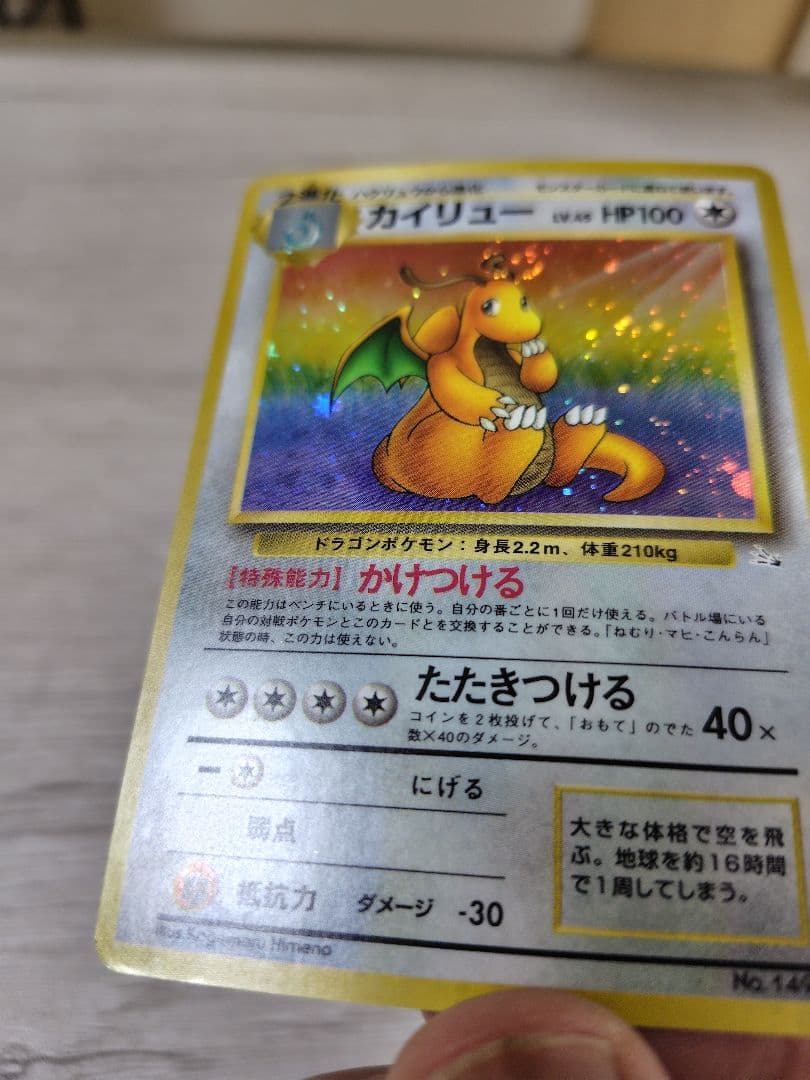 カイリュー LV.45 HP100
ドラゴンポケモン：身長2.2m、体重210kg
【特殊能力】かけつける
この能力はベンチにいるときに使う。自分の番ごとに1回だけ使える。バトル場にいる
自分の対戦ポケモンとこのカードとを交換することができる。「ねむり・マヒ・こんらん」
状態の時、この力は使えない。
たたきつける
コインを2枚投げて、「おもて」のでた
数×40のダメージ。
40×
にげる
弱点
抵抗力 ダメージ -30
大きな体格で空を飛
ぶ。地球を約16時間
で1周してしまう。
Illus. Kagemaru Himeno
No.149